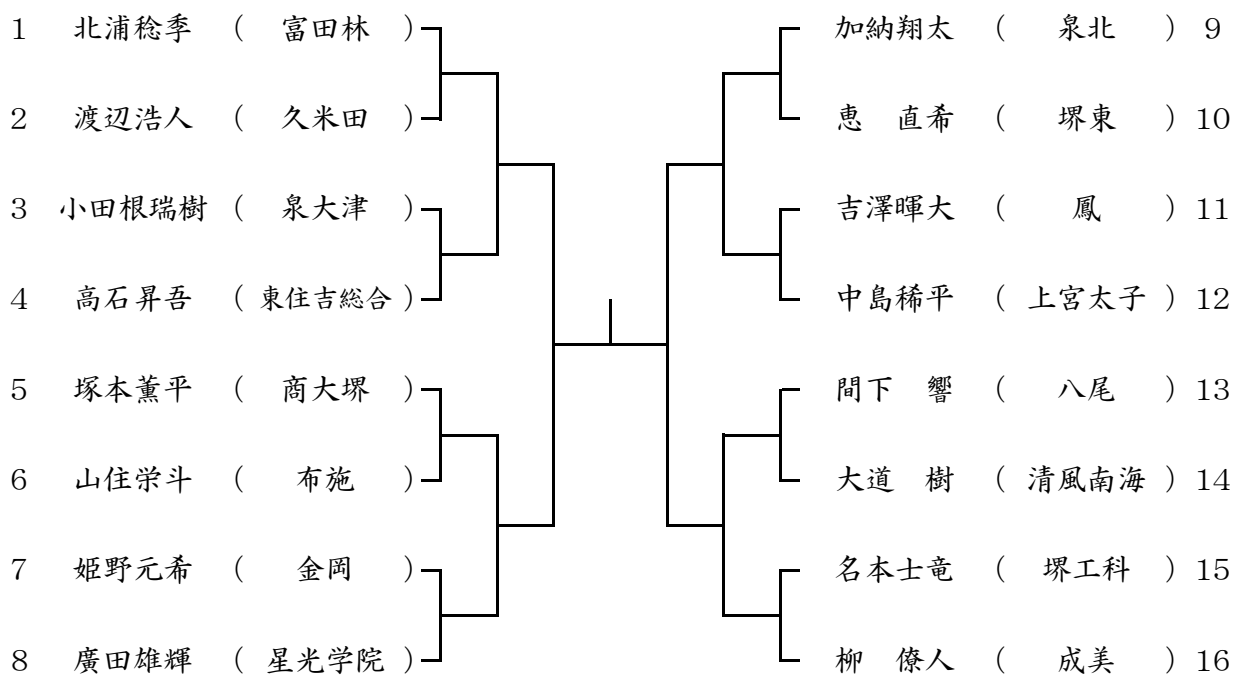 1 北浦稔季 ( 富田林 ) 加納翔太 ( 泉北 ) 9
2 渡辺浩人 ( 久米田 ) 恵 直希 ( 堺東 ) 10
3 小田根瑞樹 ( 泉大津 ) 吉澤暉大 ( 鳳 ) 11
4 高石昇吾 ( 東住吉総合 ) 中島稀平 ( 上宮太子 ) 12
5 塚本薫平 ( 商大堺 ) 間下 響 ( 八尾 ) 13
6 山住栄斗 ( 布施 ) 大道 樹 ( 清風南海 ) 14
7 姫野元希 ( 金岡 ) 名本士竜 ( 堺工科 ) 15
8 廣田雄輝 ( 星光学院 ) 柳 僚人 ( 成美 ) 16